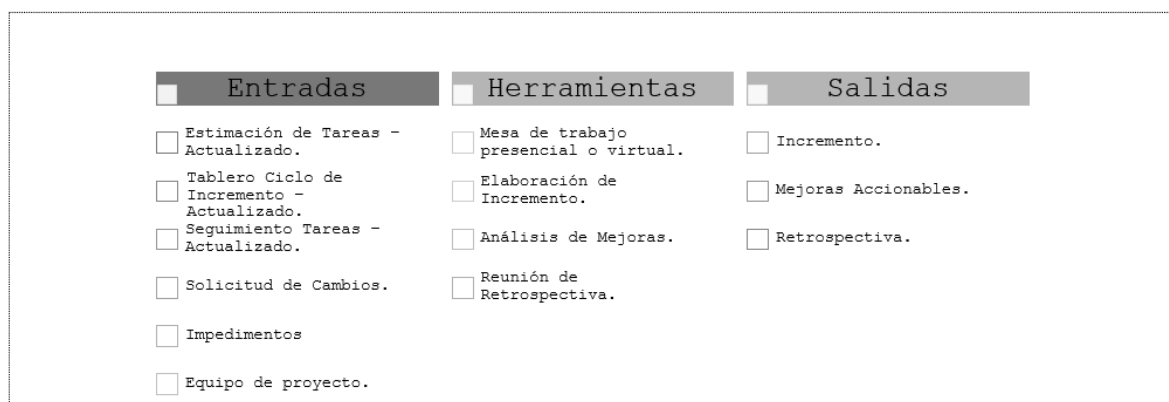 Entradas
Estimación de Tareas –
Actualizado.
Tablero Ciclo de
Incremento –
Actualizado.
Seguimiento Tareas –
Actualizado.
Solicitud de Cambios.
Impedimentos
Equipo de proyecto.
Herramientas
Mesa de trabajo
presencial o virtual.
Elaboración de
Incremento.
Análisis de Mejoras.
Reunión de
Retrospectiva.
Salidas
Incremento.
Mejoras Accionables.
Retrospectiva.